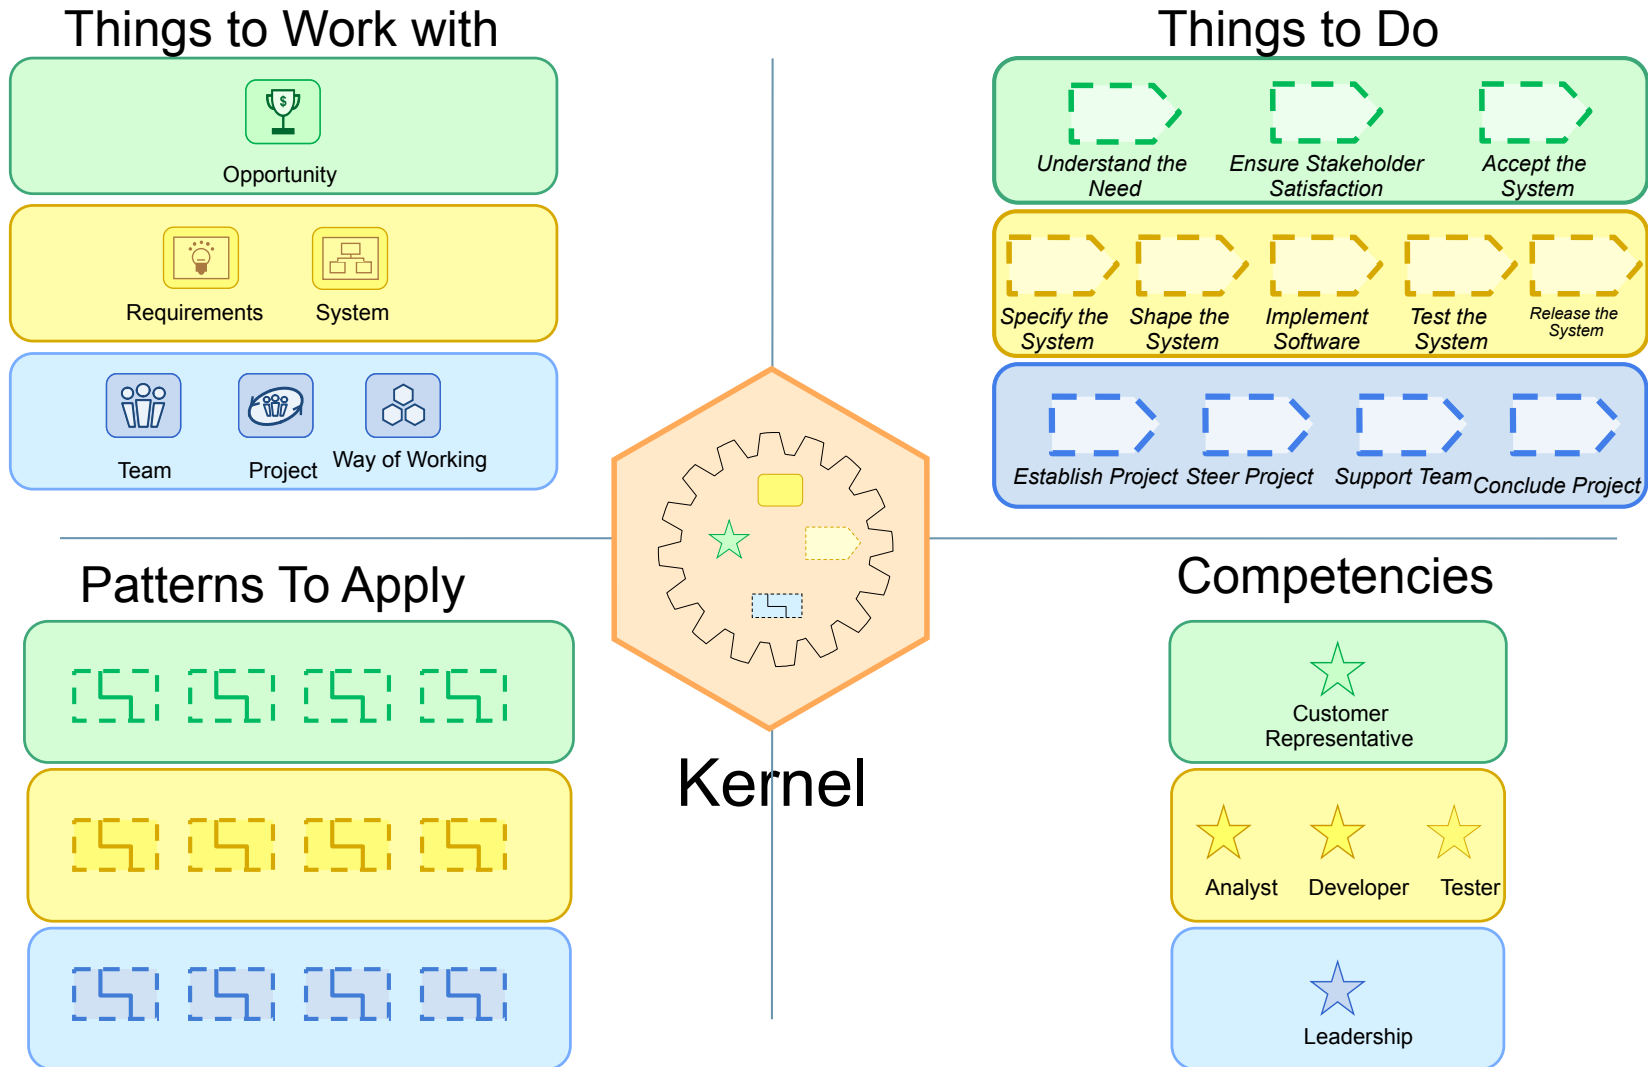 Things to Work with
$
Opportunity
Requirements
System
Team
Project
Way of Working
Things to Do
Understand the
Need
Ensure Stakeholder
Satisfaction
Accept the
System
Specify the
System
Shape the
System
Implement
Software
Test the
System
Release the
System
Establish Project
Steer Project
Support Team
Conclude Project
Kernel
Patterns To Apply
Competencies
Customer
Representative
Analyst
Developer
Tester
Leadership